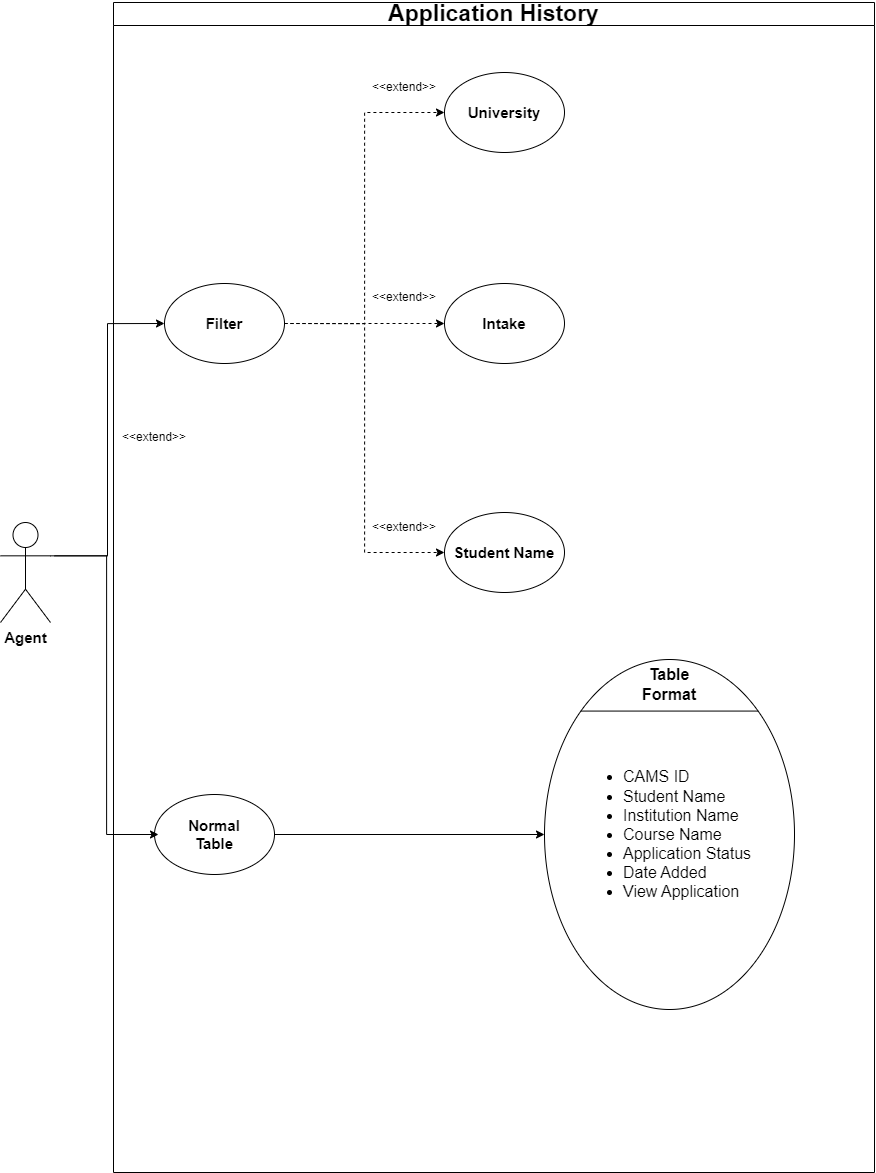 Application History
<<extend>>
University
<<extend>>
Filter
Intake
<<extend>>
<<extend>>
Student Name
Agent
Table
Format
• CAMS ID
• Student Name
• Institution Name
• Course Name
• Application Status
• Date Added
• View Application
Normal
Table